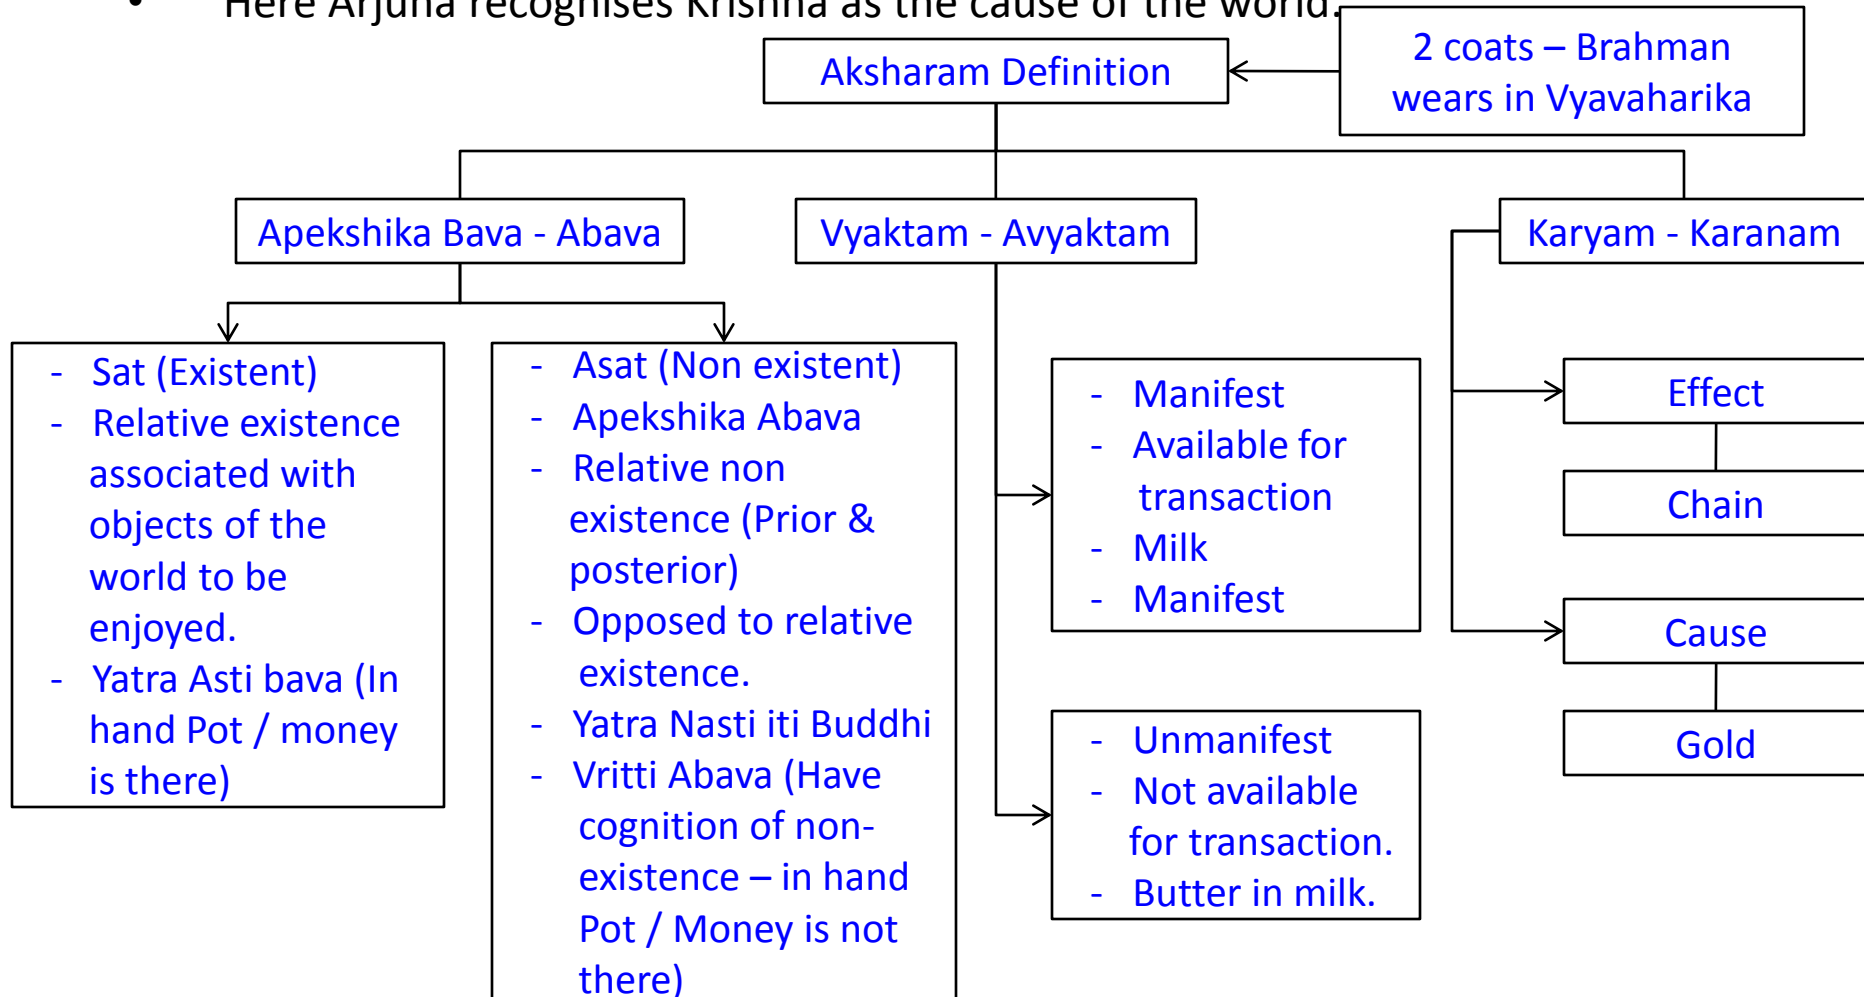 • Here Arjuna recognises Krishna as the cause of the world.
2 coats – Brahman
wears in Vyavaharika
Aksharam Definition
Apekshika Bava - Abava
Vyaktam - Avyaktam
Karyam - Karanam
- Sat (Existent)
- Relative existence
associated with
objects of the
world to be
enjoyed.
- Yatra Asti bava (In
hand Pot / money
is there)
- Asat (Non existent)
- Apekshika Abava
- Relative non
existence (Prior &
posterior)
- Opposed to relative
existence.
- Yatra Nasti iti Buddhi
- Vritti Abava (Have
cognition of non-
existence – in hand
Pot / Money is not
there)
- Manifest
- Available for
transaction
- Milk
- Manifest
- Unmanifest
- Not available
for transaction.
- Butter in milk.
Effect
Chain
Cause
Gold